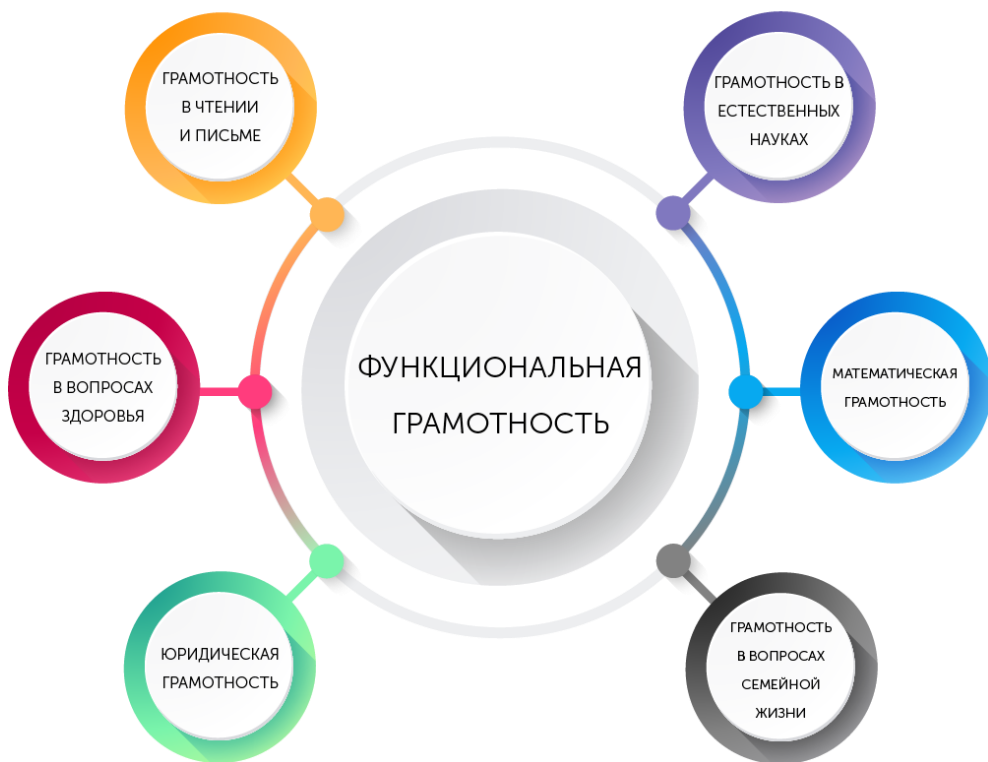 ГРАМОТНОСТЬ
В ЧТЕНИИ
И ПИСЬМЕ
ГРАМОТНОСТЬ В
ЕСТЕСТВЕННЫХ
НАУКАХ
ГРАМОТНОСТЬ
В ВОПРОСАХ
ЗДОРОВЬЯ
ФУНКЦИОНАЛЬНАЯ
ГРАМОТНОСТЬ
МАТЕМАТИЧЕСКАЯ
ГРАМОТНОСТЬ
ЮРИДИЧЕСКАЯ
ГРАМОТНОСТЬ
ГРАМОТНОСТЬ
В ВОПРОСАХ
СЕМЕЙНОЙ
ЖИЗНИ